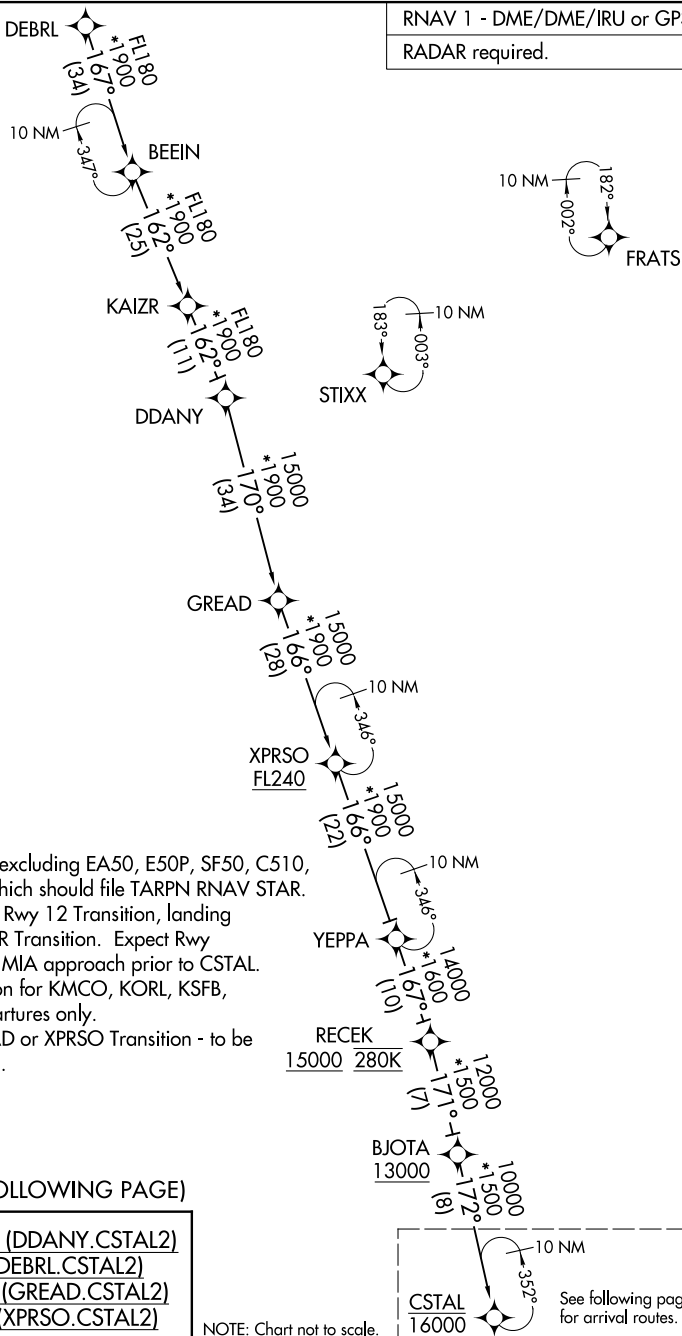 RNAV 1 - DME/DME/IRU or GP
RADAR required.
DEBRL
FL180
*1900
167°
(34)
10 NM
347°
BEEIN
FL180
*1900
162°
(25)
10 NM
182°
002°
FRATS
KAIZR
FL180
*1900
162°
(11)
10 NM
183°
003°
STIXX
DDANY
15000
*1900
170°
(34)
GREAD
15000
*1900
166°
(28)
10 NM
346°
XPRSO
FL240
15000
*1900
166°
(22)
10 NM
346°
excluding EA50, E50P, SF50, C510,
hich should file TARPN RNAV STAR.
Rwy 12 Transition, landing
R Transition. Expect Rwy
MIA approach prior to CSTAL.
on for KMCO, KORL, KSFB,
artures only.
AD or XPRSO Transition - to be
.
YEPPA
14000
*1600
167°
(10)
RECEK
15000 280K
12000
*1500
171°
(7)
BJOTA
13000
10000
*1500
172°
(8)
OLLOWING PAGE)
(DDANY.CSTAL2)
DEBRL.CSTAL2)
(GREAD.CSTAL2)
(XPRSO.CSTAL2)
10 NM
352°
CSTAL
16000
See following pag
for arrival routes.
NOTE: Chart not to scale.